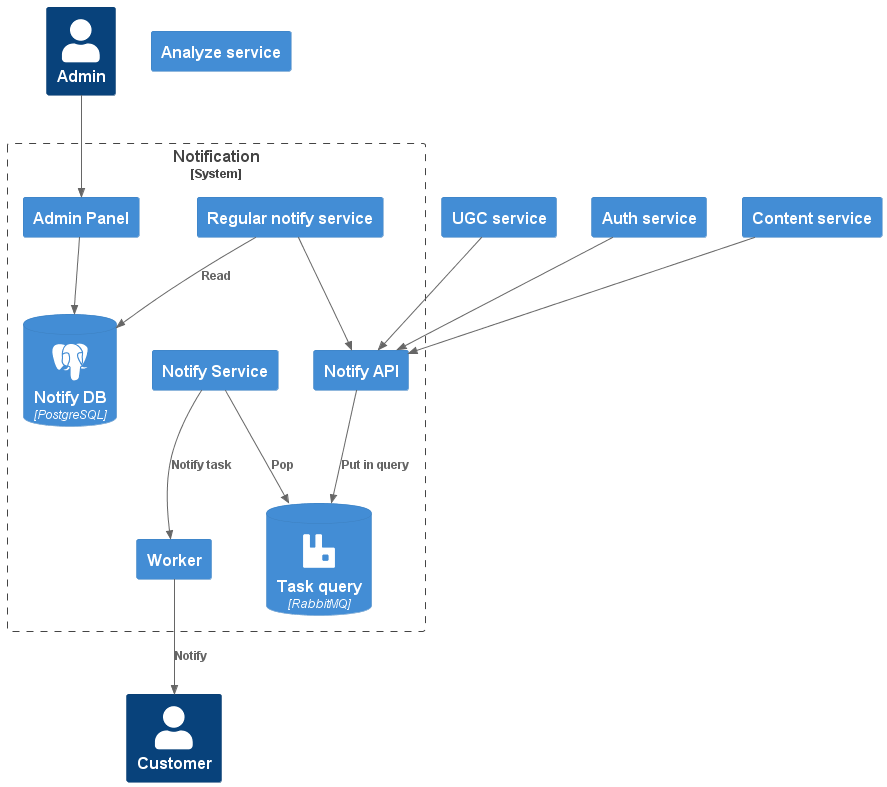 Admin
Analyze service
Notification
[System]
Admin Panel
Regular notify service
UGC service
Auth service
Content service
Read
Notify DB
[PostgreSQL]
Notify Service
Notify API
Notify task
Pop
Put in query
Worker
Task query
[RabbitMQ]
Notify
Customer